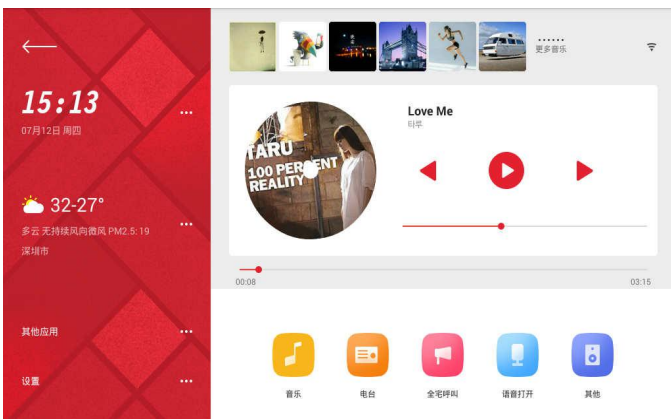 15:13
07月12日 周四
32-27°
多云 无持续风向微风 PM2.5:19
深圳市
其他应用
设置
更多音乐
Love Me
타루
TARU
100 PERCENT
REALITY
00:08
03:15
音乐
电台
全宅呼叫
语音打开
其他